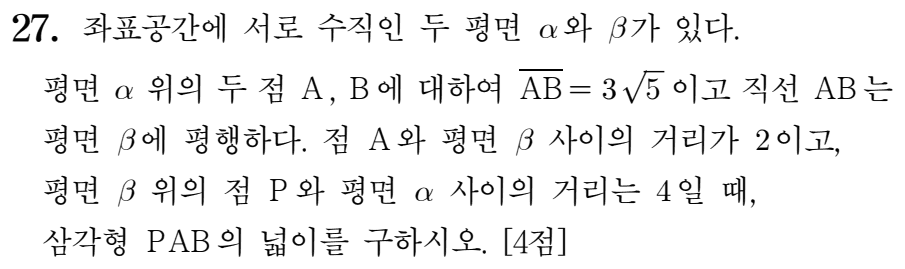 27. 좌표공간에 서로 수직인 두 평면 α와 β가 있다.
평면 α 위의 두 점 A, B에 대하여 $\overline{AB}=3\sqrt{5}$ 이고 직선 AB는
평면 β에 평행하다. 점 A와 평면 β 사이의 거리가 2이고,
평면 β 위의 점 P와 평면 α 사이의 거리는 4일 때,
삼각형 PAB의 넓이를 구하시오. [4점]